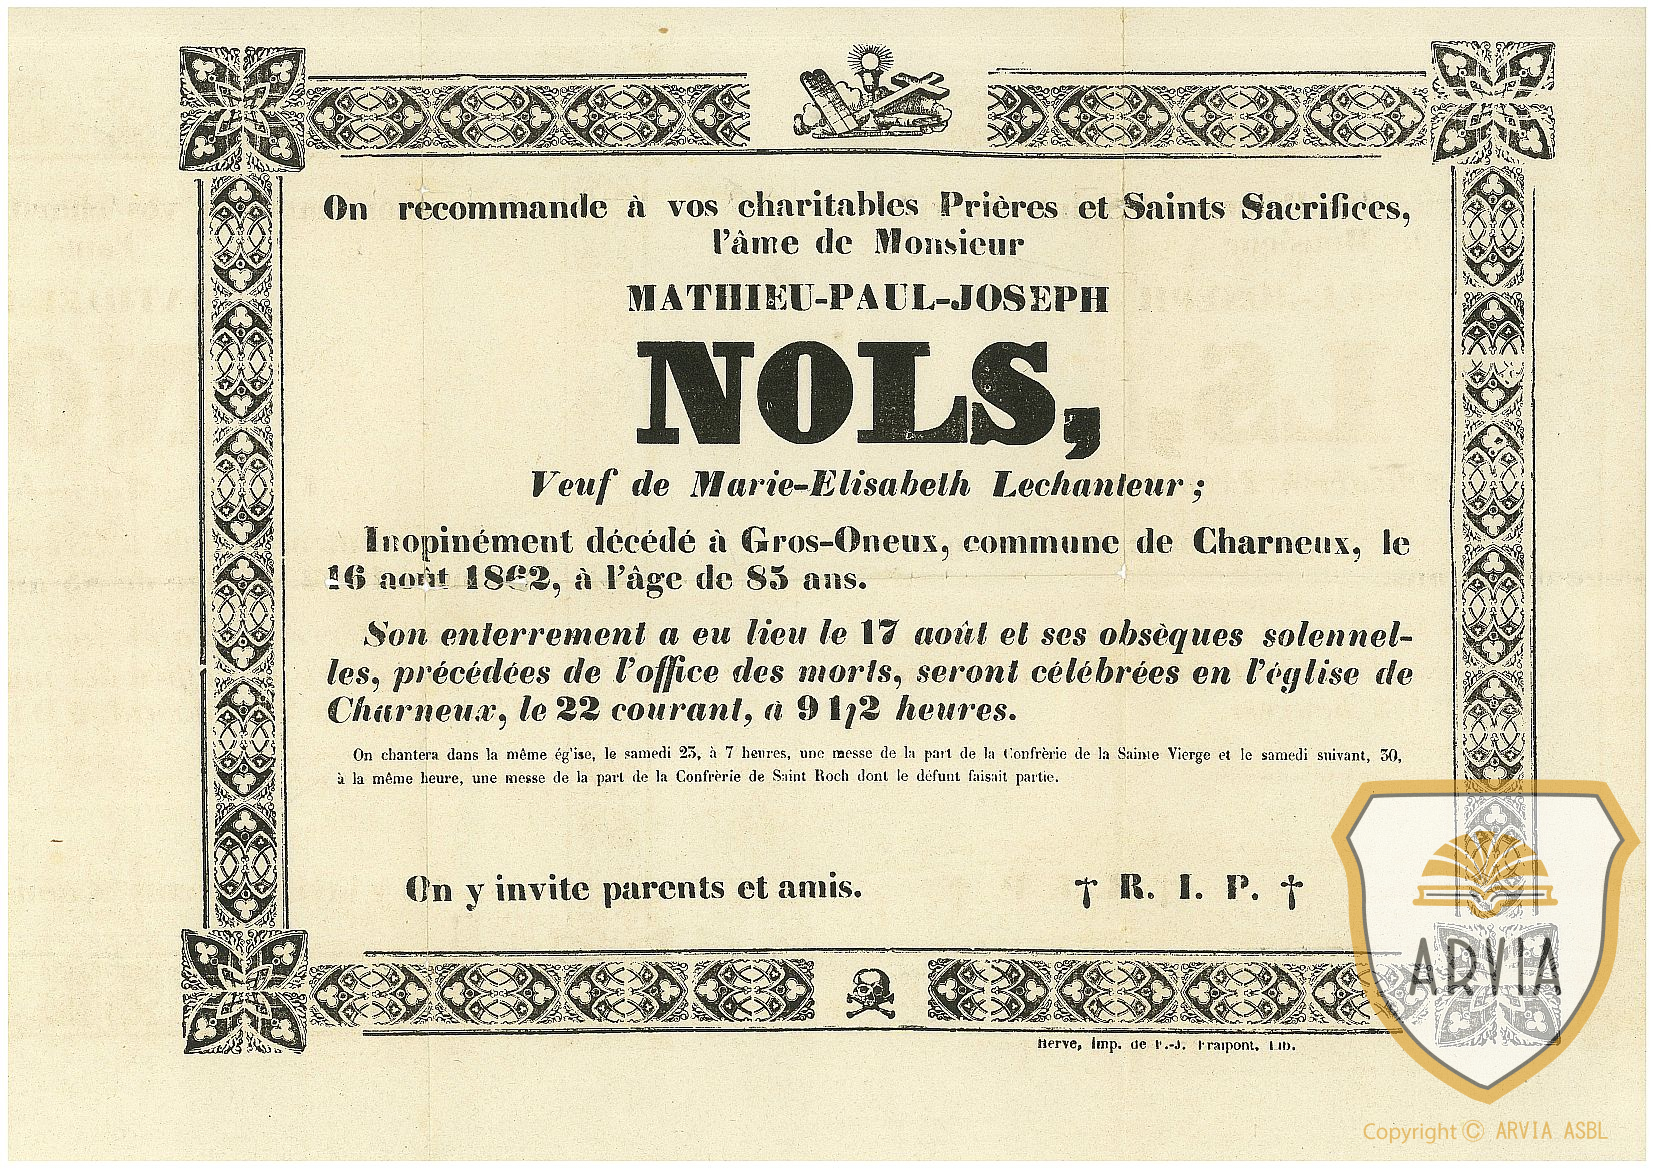 On recommande à vos charitables Prières et Saints Sacrifices,
l'âme de Monsieur
MATHIEU-PAUL-JOSEPH
NOLS,
Veuf de Marie-Elisabeth Lechanteur ;
Inopinément décédé à Gros-Oneux, commune de Charneux, le
16 août 1862, à l'âge de 85 ans.
Son enterrement a eu lieu le 17 août et ses obsèques solennel-
les, précédées de l'office des morts, seront célébrées en l'église de
Charneux, le 22 courant, à 9 1/2 heures.
On chantera dans la même église, le samedi 23, à 7 heures, une messe de la part de la Confrèrie de la Sainte Vierge et le samedi suivant, 30,
à la même heure, une messe de la part de la Confrèrie de Saint Roch dont le défunt faisait partie.
On y invite parents et amis. † R. I. P. †
Herve, Imp. de F.-J. Fraipont, Lib.
ARVIA
Copyright © ARVIA ASBL